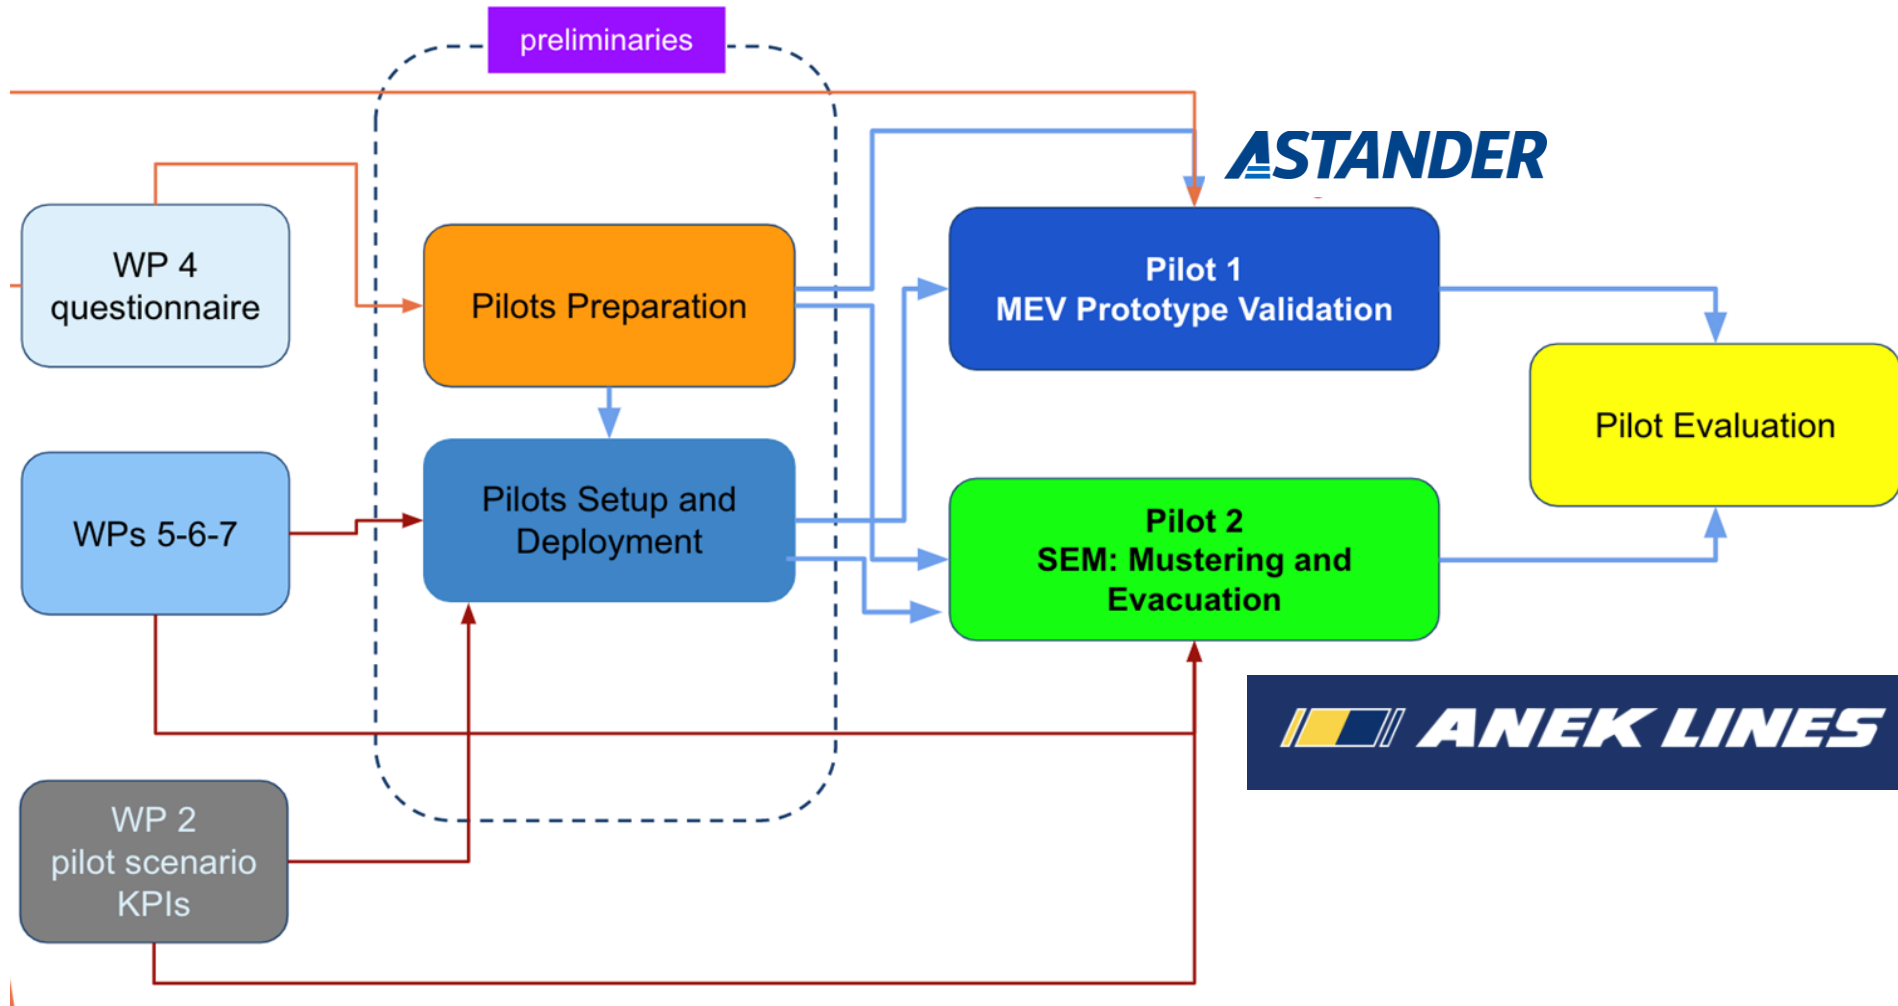 preliminaries
ASTANDER
WP 4
questionnaire
Pilots Preparation
Pilot 1
MEV Prototype Validation
Pilot Evaluation
WPs 5-6-7
Pilots Setup and
Deployment
Pilot 2
SEM: Mustering and
Evacuation
ANEK LINES
WP 2
pilot scenario
KPIs